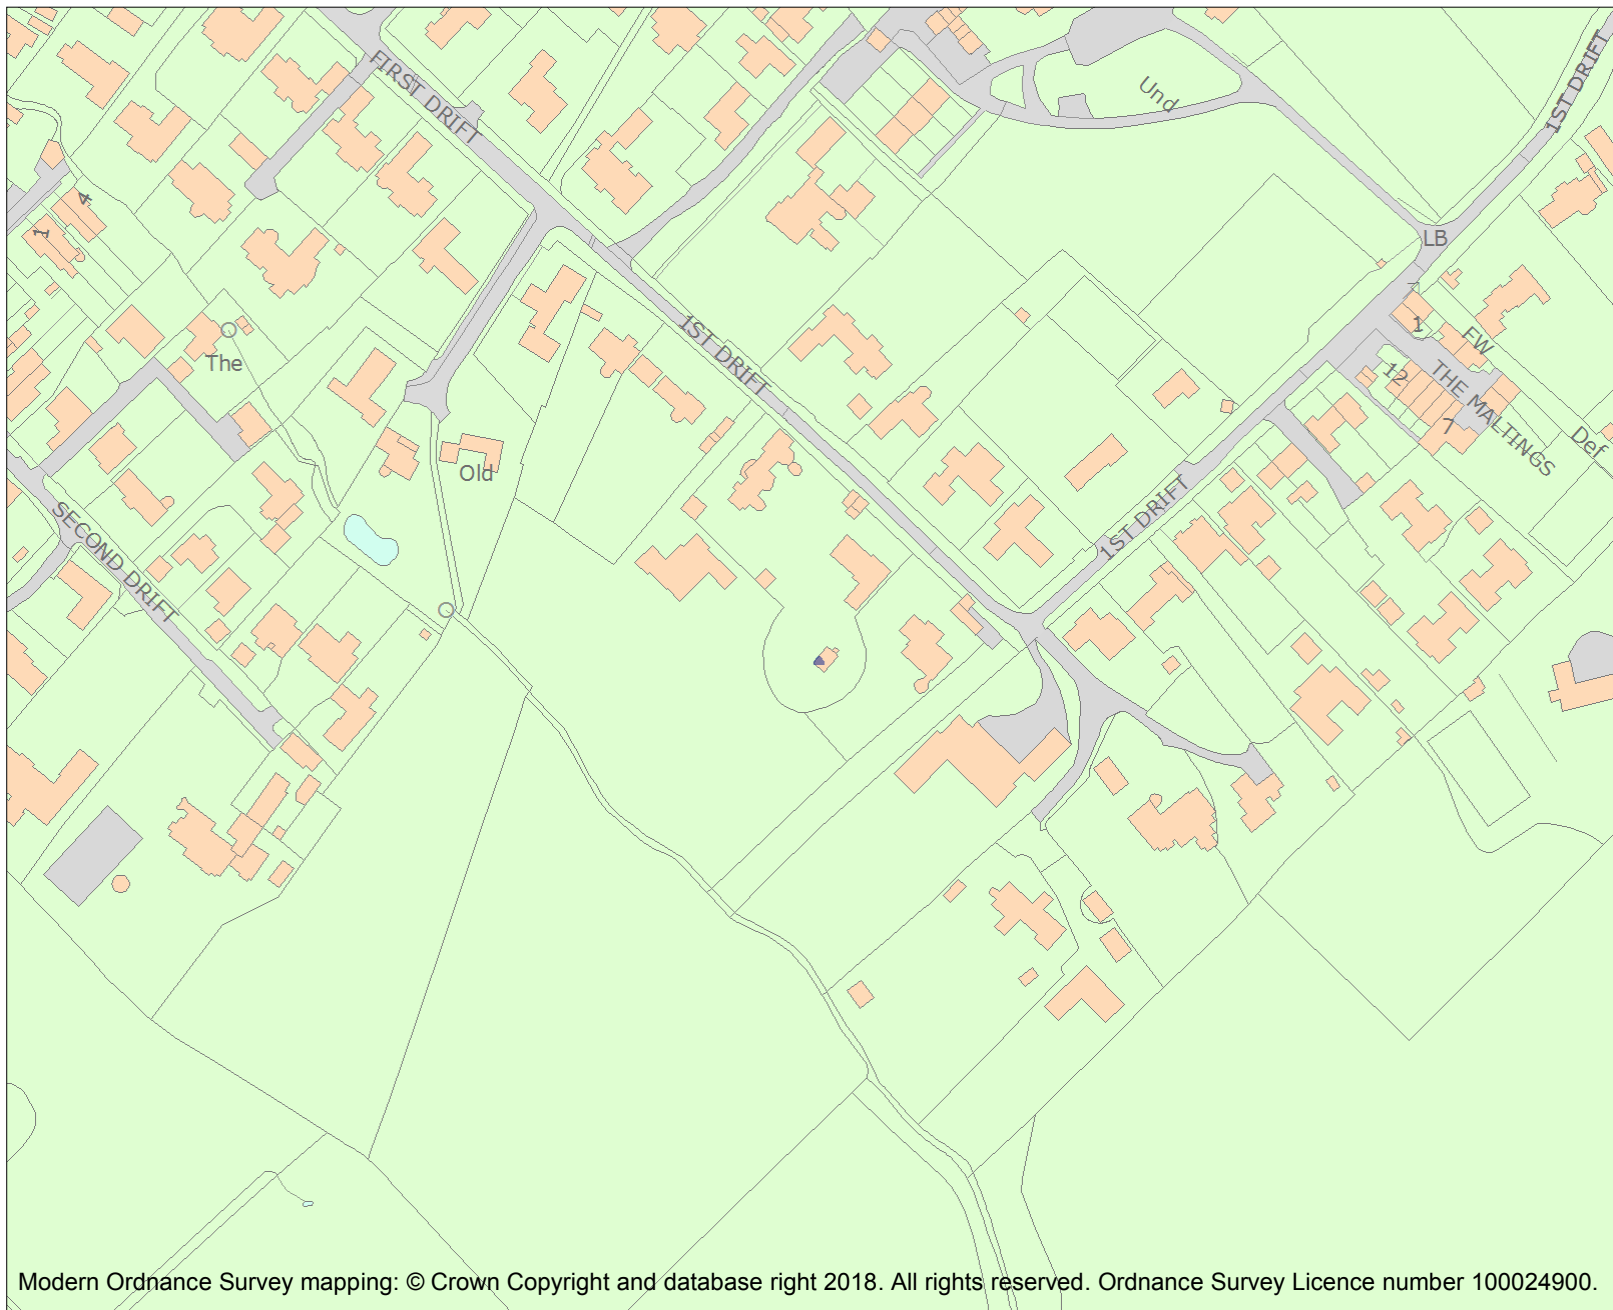 FIRST DRIFT
Und
1ST DRIFT
4
1
LB
The
1ST DRIFT
1
FW
12
THE MALTINGS
7
Def
Old
SECOND DRIFT
1ST DRIFT
Modern Ordnance Survey mapping: © Crown Copyright and database right 2018. All rights reserved. Ordnance Survey Licence number 100024900.